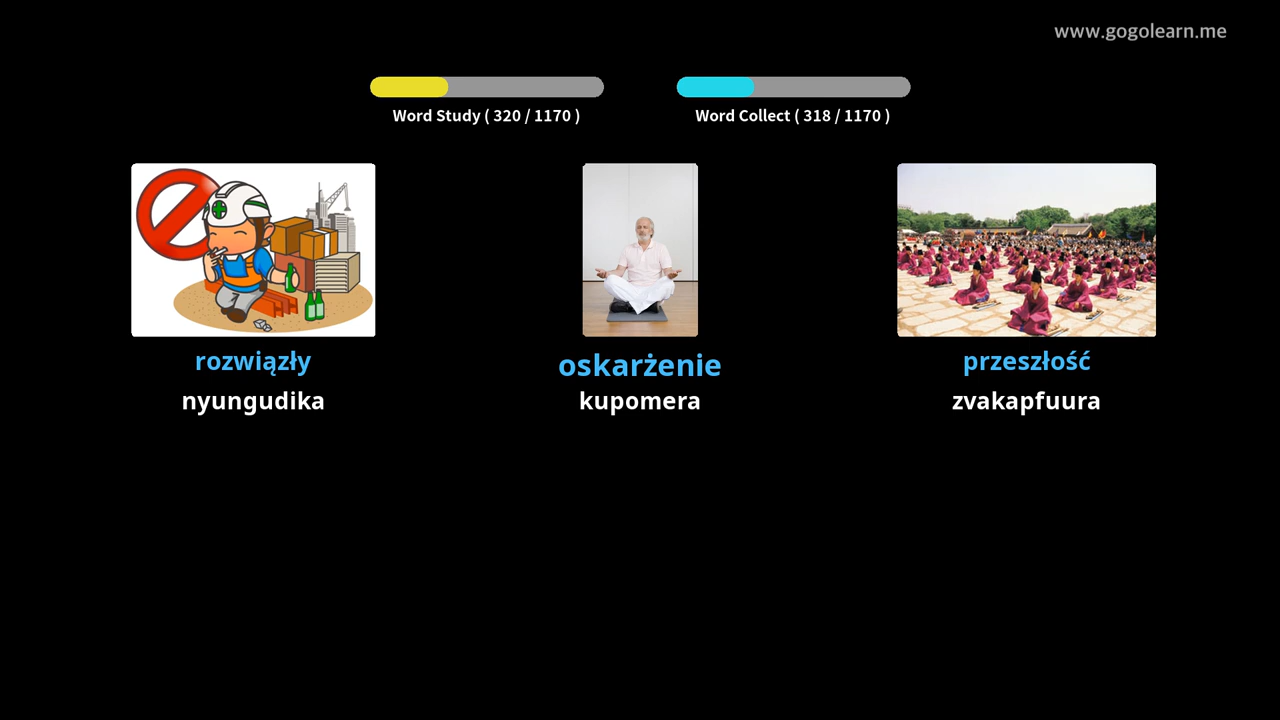 www.gogolearn.me
Word Study ( 320 / 1170 )
Word Collect ( 318 / 1170 )
rozwiązły
oskarżenie
przeszłość
nyungudika
kupomera
zvakapfuura